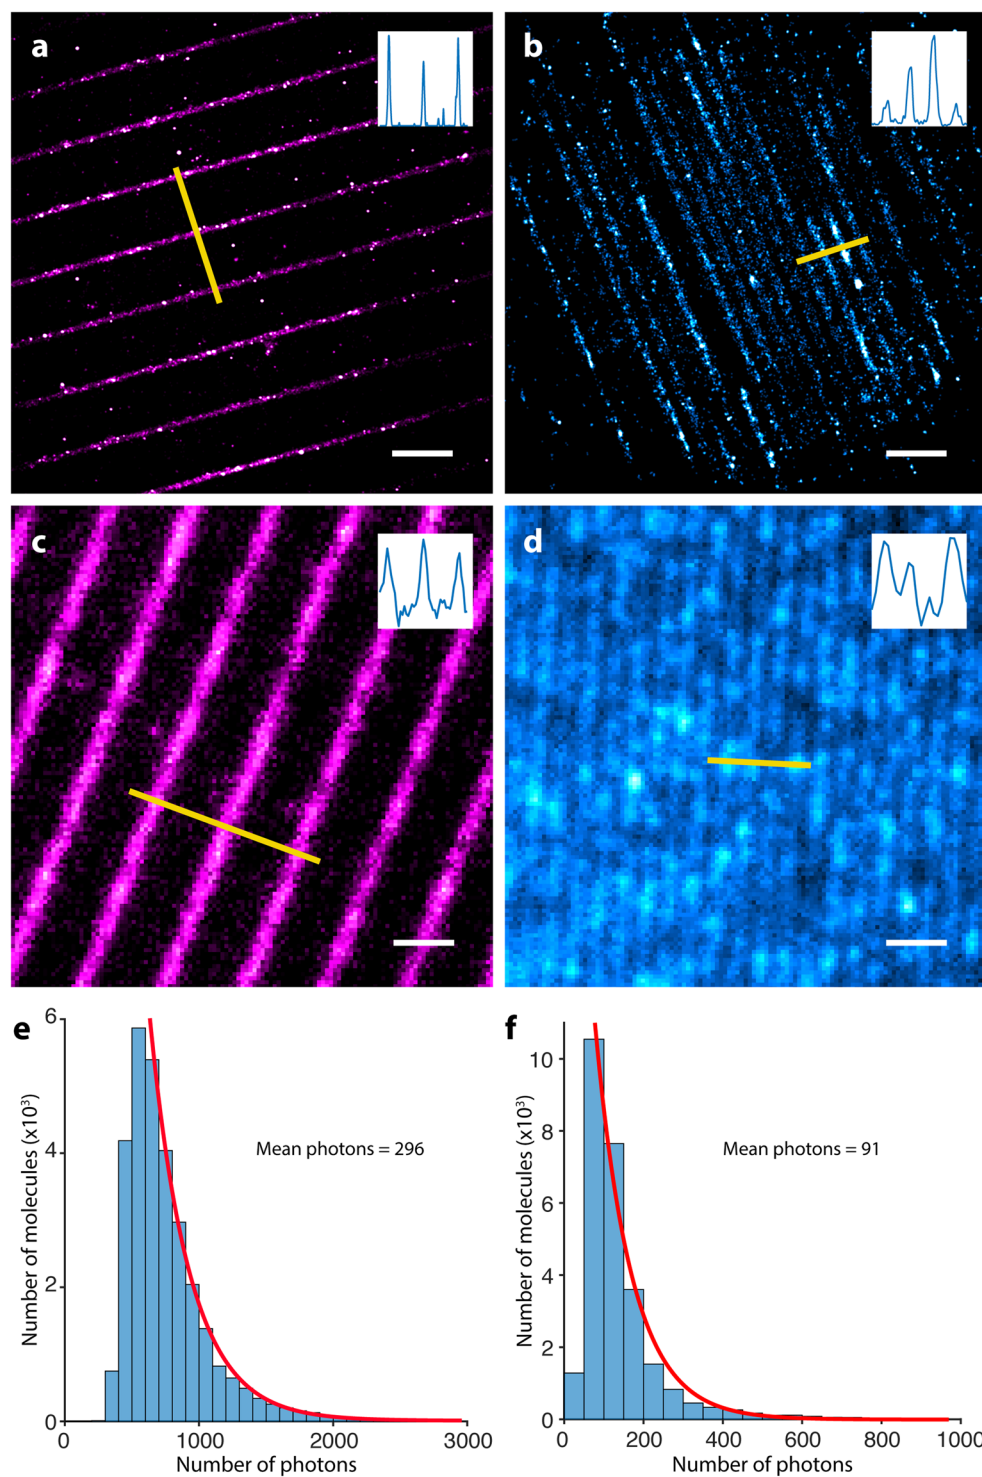 a
b
c
d
e
f
6
4
2
0
0
1000
2000
3000
Number of molecules (x10³)
Number of photons
Mean photons = 296
10
8
6
4
2
0
0
200
400
600
800
1000
Number of molecules (x10³)
Number of photons
Mean photons = 91